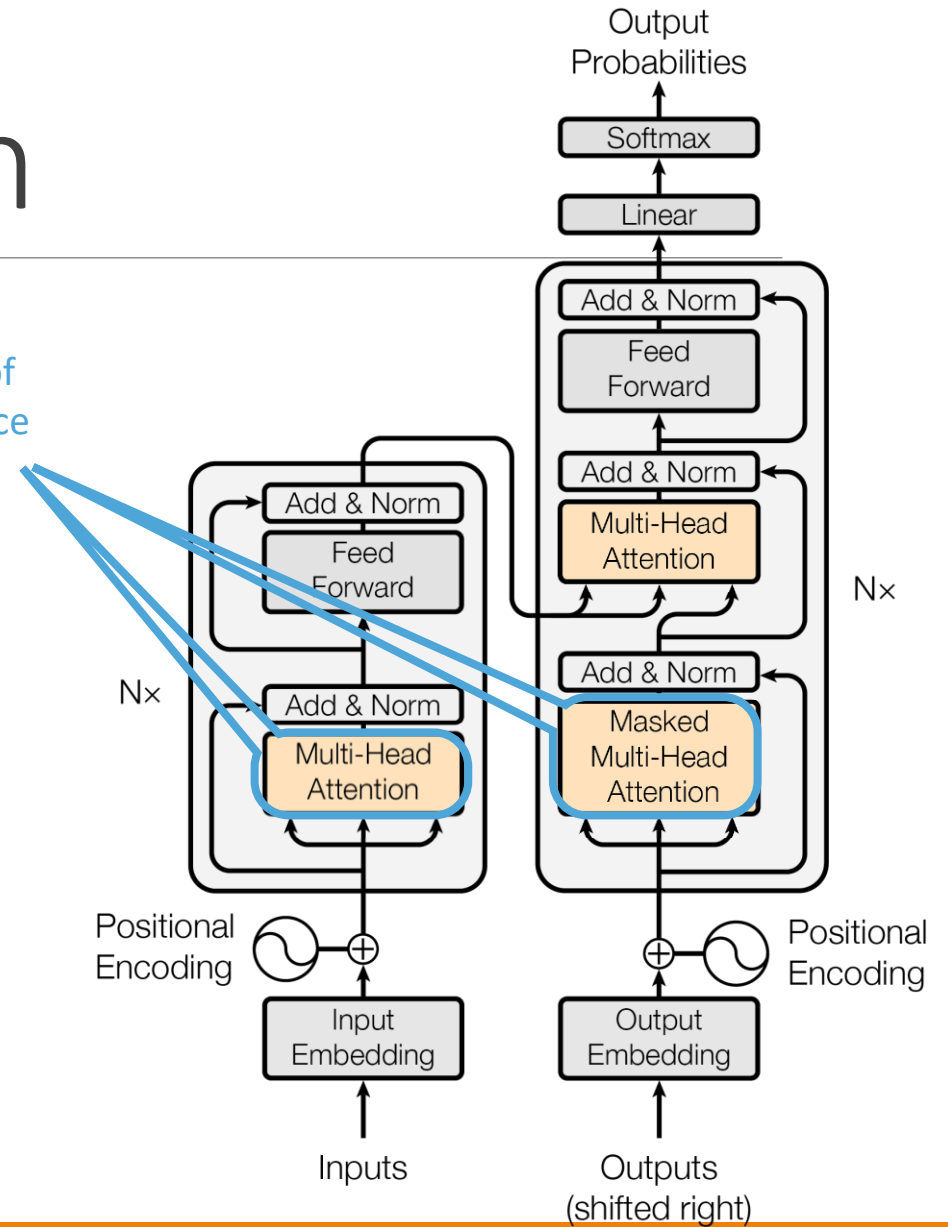 n
of
ce
Output
Probabilities
Softmax
Linear
Add & Norm
Feed
Forward
Add & Norm
Multi-Head
Attention
Nx
Add & Norm
Masked
Multi-Head
Attention
Add & Norm
Feed
Forward
Nx
Add & Norm
Multi-Head
Attention
Positional
Encoding
Positional
Encoding
Input
Embedding
Output
Embedding
Inputs
Outputs
(shifted right)